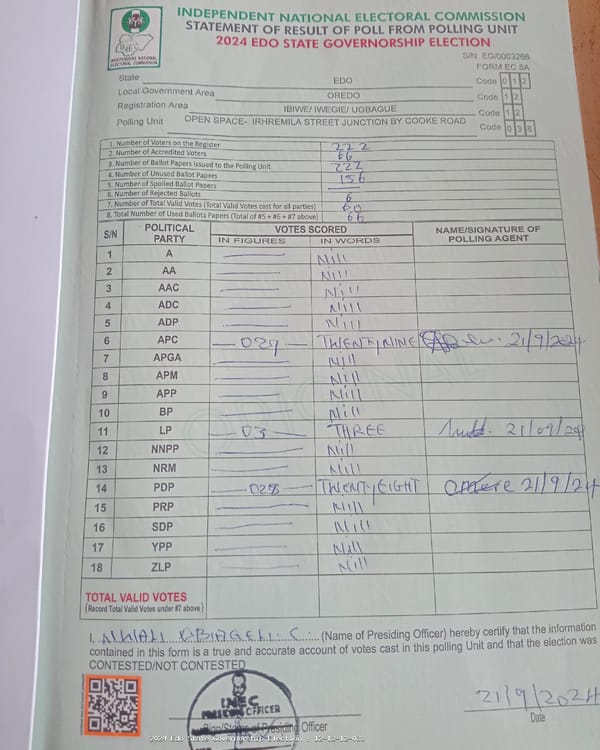 INDEPENDENT NATIONAL ELECTORAL COMMISSION
STATEMENT OF RESULT OF POLL FROM POLLING UNIT
2024 EDO STATE GOVERNORSHIP ELECTION
S/N: EG/0003266
FORM EC 8A
INEC
INDEPENDENT NATIONAL ELECTORAL COMMISSION
State EDO Code 0 1 2
Local Government Area OREDO Code 1 2
Registration Area IBIWE/ IWEGIE/ UGBAGUE Code 1 2
Polling Unit OPEN SPACE- IRHREMILA STREET JUNCTION BY COOKE ROAD Code 0 3 8
1. Number of Voters on the Register 222
2. Number of Accredited Voters 66
3. Number of Ballot Papers Issued to the Polling Unit 222
4. Number of Unused Ballot Papers 156
5. Number of Spoiled Ballot Papers
6. Number of Rejected Ballots 6
7. Number of Total Valid Votes (Total Valid Votes cast for all parties) 60
8. Total Number of Used Ballots Papers (Total of #5 + #6 + #7 above) 66
S/N POLITICAL PARTY VOTES SCORED NAME/SIGNATURE OF POLLING AGENT
IN FIGURES IN WORDS
1 A Nill
2 AA Nill
3 AAC Nill
4 ADC Nill
5 ADP Nill
6 APC 029 TWENTY NINE 21/9/2024
7 APGA Nill
8 APM Nill
9 APP Nill
10 BP Nill
11 LP 03 THREE 21/09/24
12 NNPP Nill
13 NRM Nill
14 PDP 028 TWENTY EIGHT 21/9/24
15 PRP Nill
16 SDP Nill
17 YPP Nill
18 ZLP Nill
TOTAL VALID VOTES
(Record Total Valid Votes under #7 above)
I, OBIAGELI C (Name of Presiding Officer) hereby certify that the information
contained in this form is a true and accurate account of votes cast in this polling Unit and that the election was
CONTESTED/NOT CONTESTED
INEC
PRESIDING OFFICER
21/9/2024
Sign/Stamp of Presiding Officer
Date
2024 Edo State Governorship Election - 12-12-12-038